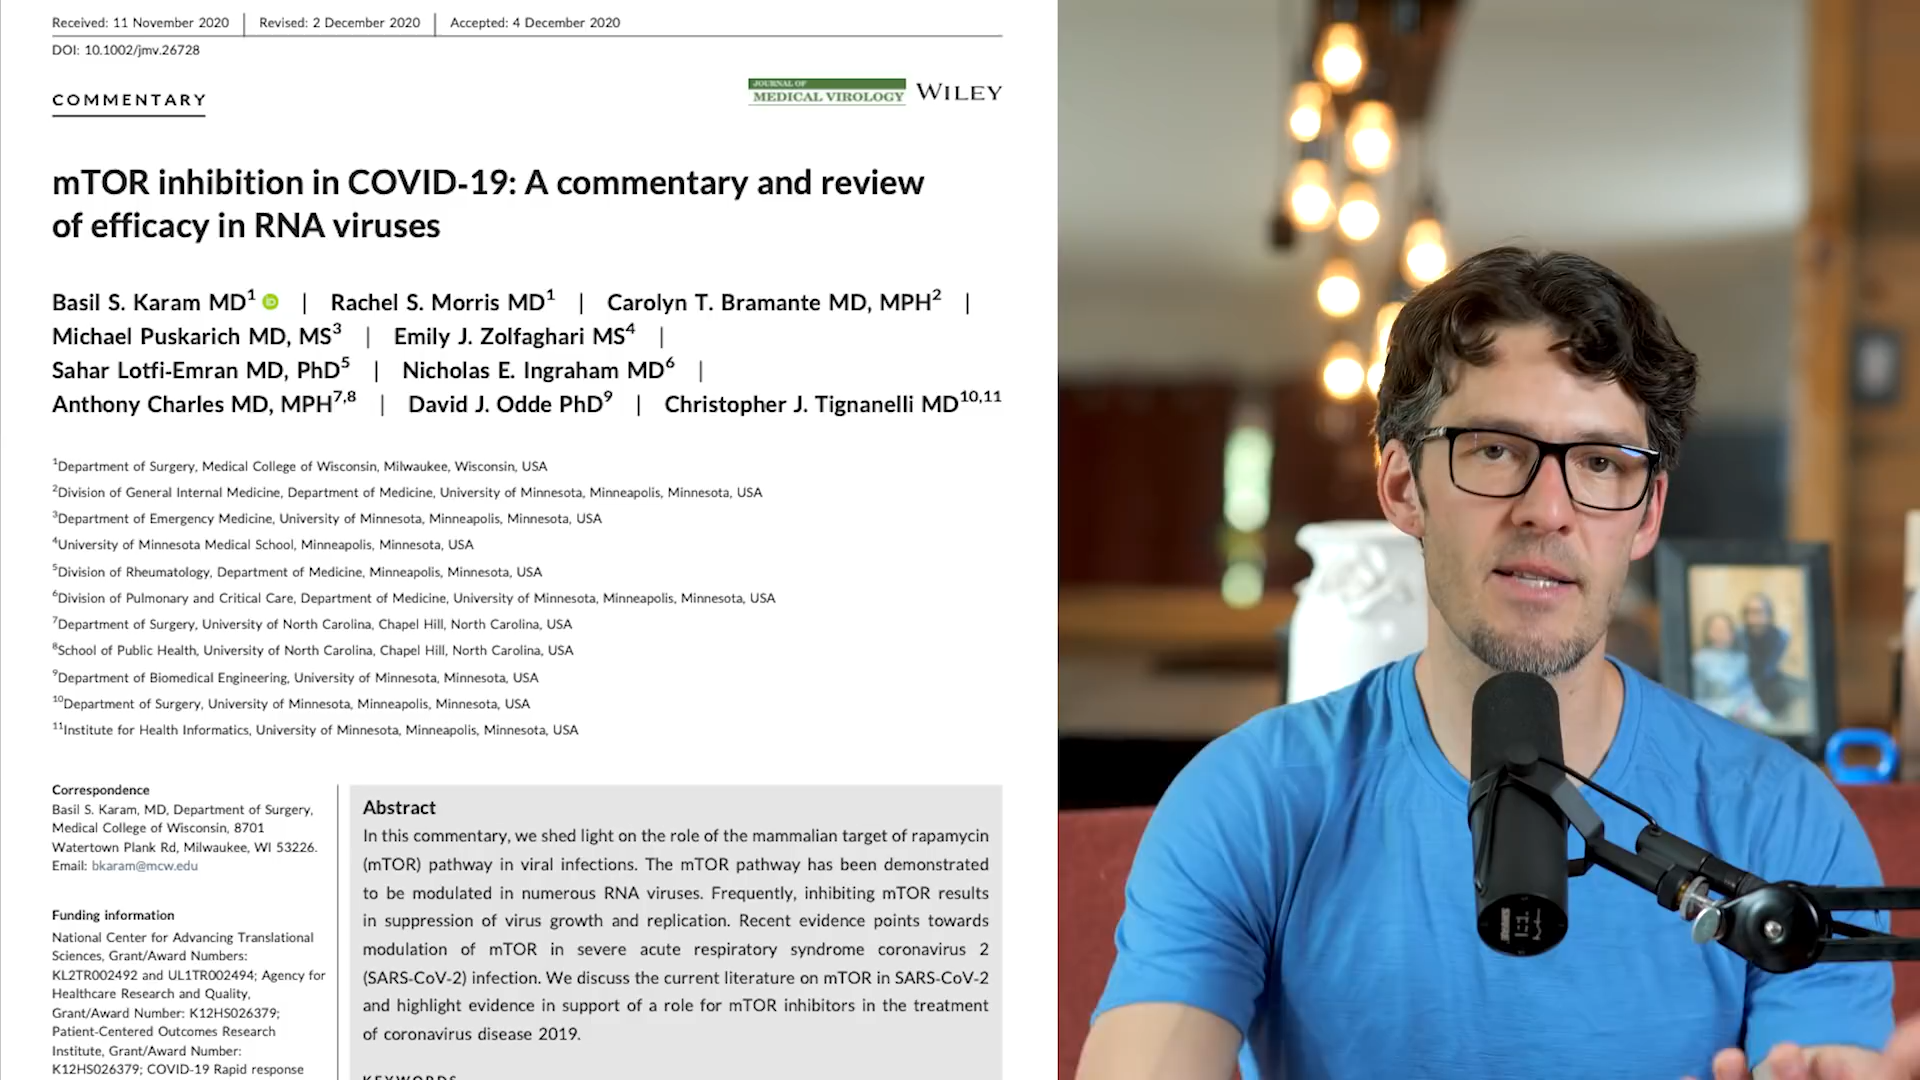 Received: 11 November 2020 | Revised: 2 December 2020 | Accepted: 4 December 2020
DOI: 10.1002/jmv.26728
COMMENTARY
JOURNAL OF
MEDICAL VIROLOGY WILEY
mTOR inhibition in COVID-19: A commentary and review
of efficacy in RNA viruses
Basil S. Karam MD1 iD | Rachel S. Morris MD1 | Carolyn T. Bramante MD, MPH2 |
Michael Puskarich MD, MS3 | Emily J. Zolfaghari MS4 |
Sahar Lotfi-Emran MD, PhD5 | Nicholas E. Ingraham MD6 |
Anthony Charles MD, MPH7,8 | David J. Odde PhD9 | Christopher J. Tignanelli MD10,11
1Department of Surgery, Medical College of Wisconsin, Milwaukee, Wisconsin, USA
2Division of General Internal Medicine, Department of Medicine, University of Minnesota, Minneapolis, Minnesota, USA
3Department of Emergency Medicine, University of Minnesota, Minneapolis, Minnesota, USA
4University of Minnesota Medical School, Minneapolis, Minnesota, USA
5Division of Rheumatology, Department of Medicine, Minneapolis, Minnesota, USA
6Division of Pulmonary and Critical Care, Department of Medicine, University of Minnesota, Minneapolis, Minnesota, USA
7Department of Surgery, University of North Carolina, Chapel Hill, North Carolina, USA
8School of Public Health, University of North Carolina, Chapel Hill, North Carolina, USA
9Department of Biomedical Engineering, University of Minnesota, Minneapolis, Minnesota, USA
10Department of Surgery, University of Minnesota, Minneapolis, Minnesota, USA
11Institute for Health Informatics, University of Minnesota, Minneapolis, Minnesota, USA
Correspondence
Basil S. Karam, MD, Department of Surgery,
Medical College of Wisconsin, 8701
Watertown Plank Rd, Milwaukee, WI 53226.
Email: bkaram@mcw.edu
Funding information
National Center for Advancing Translational
Sciences, Grant/Award Numbers:
KL2TR002492 and UL1TR002494; Agency for
Healthcare Research and Quality,
Grant/Award Number: K12HS026379;
Patient-Centered Outcomes Research
Institute, Grant/Award Number:
K12HS026379; COVID-19 Rapid response
Abstract
In this commentary, we shed light on the role of the mammalian target of rapamycin
(mTOR) pathway in viral infections. The mTOR pathway has been demonstrated
to be modulated in numerous RNA viruses. Frequently, inhibiting mTOR results
in suppression of virus growth and replication. Recent evidence points towards
modulation of mTOR in severe acute respiratory syndrome coronavirus 2
(SARS-CoV-2) infection. We discuss the current literature on mTOR in SARS-CoV-2
and highlight evidence in support of a role for mTOR inhibitors in the treatment
of coronavirus disease 2019.
KEYWORDS